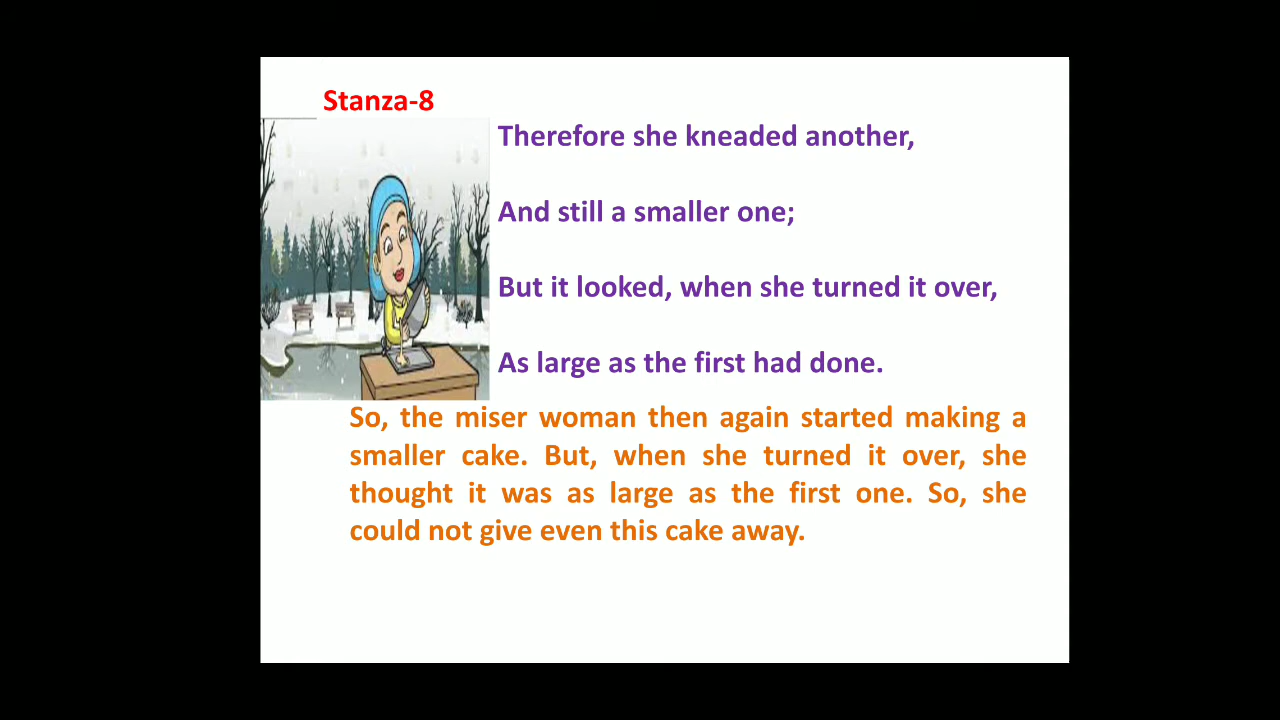 Stanza-8
Therefore she kneaded another,
And still a smaller one;
But it looked, when she turned it over,
As large as the first had done.
So, the miser woman then again started making a
smaller cake. But, when she turned it over, she
thought it was as large as the first one. So, she
could not give even this cake away.